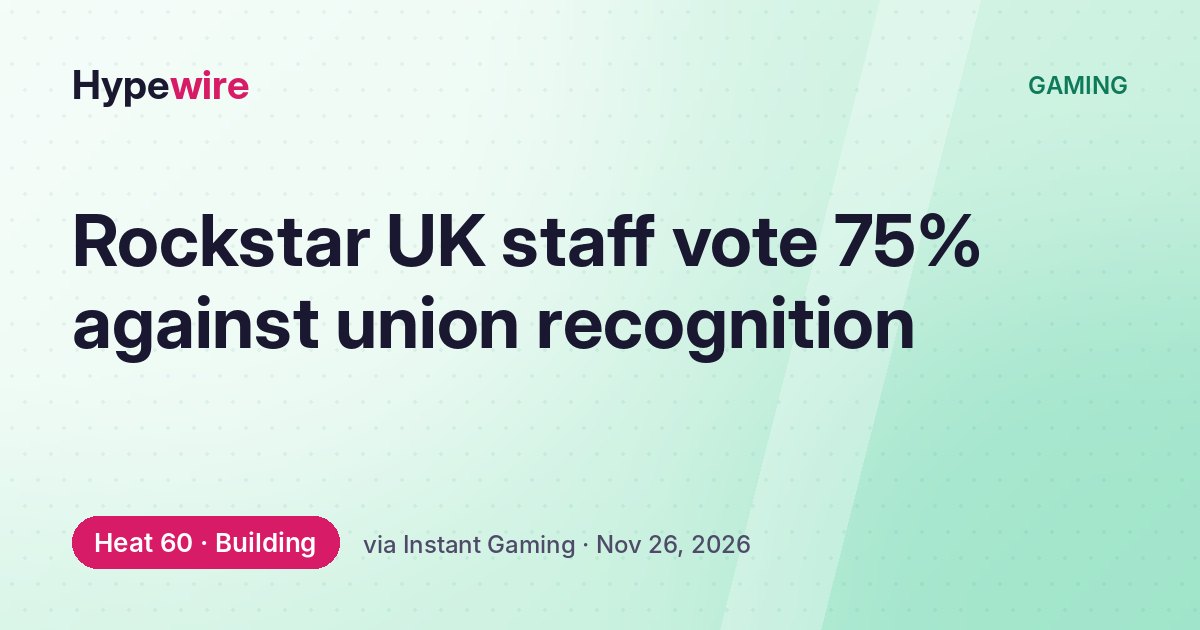 Hypewire
GAMING
Rockstar UK staff vote 75%
against union recognition
Heat 60 · Building
via Instant Gaming · Nov 26, 2026